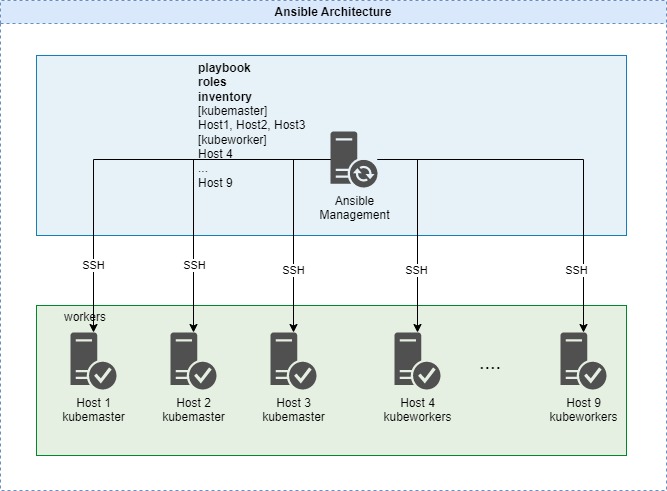 Ansible Architecture
playbook
roles
inventory
[kubemaster]
Host1, Host2, Host3
[kubeworker]
Host 4
...
Host 9
Ansible
Management
SSH
SSH
SSH
SSH
SSH
workers
Host 1
kubemaster
Host 2
kubemaster
Host 3
kubemaster
Host 4
kubeworkers
....
Host 9
kubeworkers